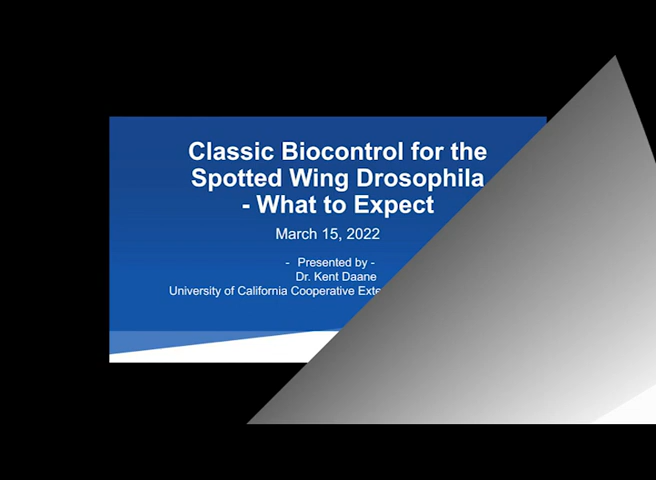 Classic Biocontrol for the
Spotted Wing Drosophila
- What to Expect
March 15, 2022
- Presented by -
Dr. Kent Daane
University of California Cooperative